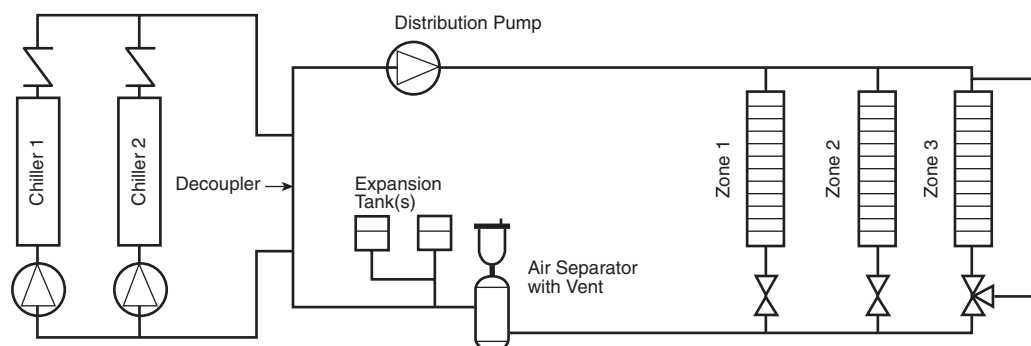 Distribution Pump
Chiller 1
Chiller 2
Decoupler
Expansion
Tank(s)
Air Separator
with Vent
Zone 1
Zone 2
Zone 3